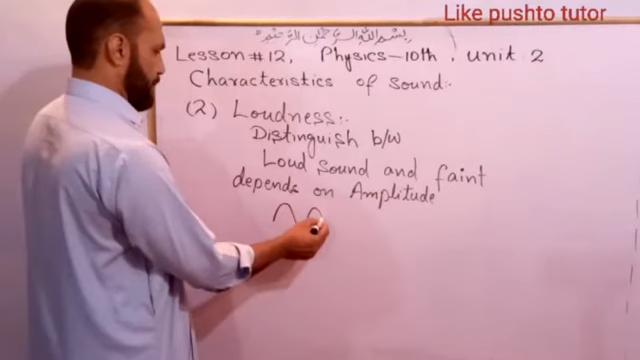 Like pushto tutor
بسم الله الرحمن الرحيم
Lesson #12, Physics-10th, unit 2
Characteristics of sound:-
(2) Loudness:-
Distinguish b/w
Loud sound and faint
depends on Amplitude